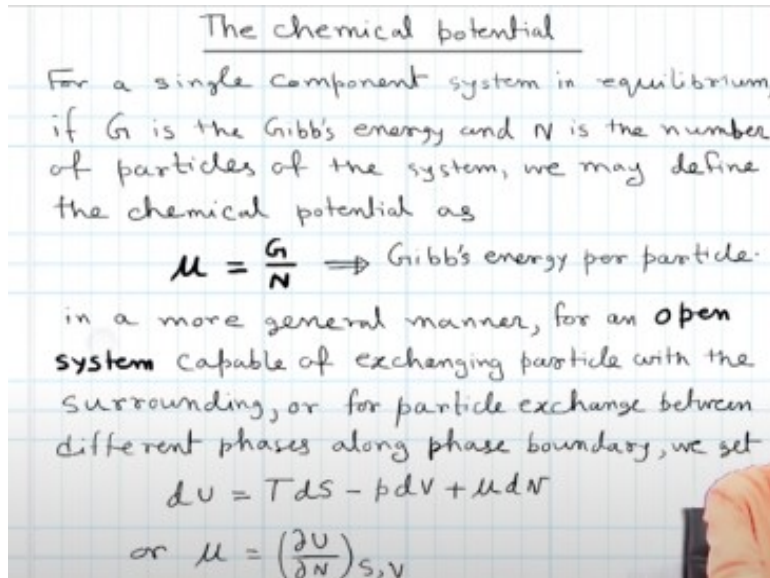 The chemical potential
For a single component system in equilibrium,
if G is the Gibb's energy and N is the number
of particles of the system, we may define
the chemical potential as
μ = G/N ⟹ Gibb's energy per particle.
in a more general manner, for an open
system capable of exchanging particle with the
surrounding, or for particle exchange between
different phases along phase boundary, we get
dU = TdS - pdV + μdN
or μ = (∂U/∂N)S,V